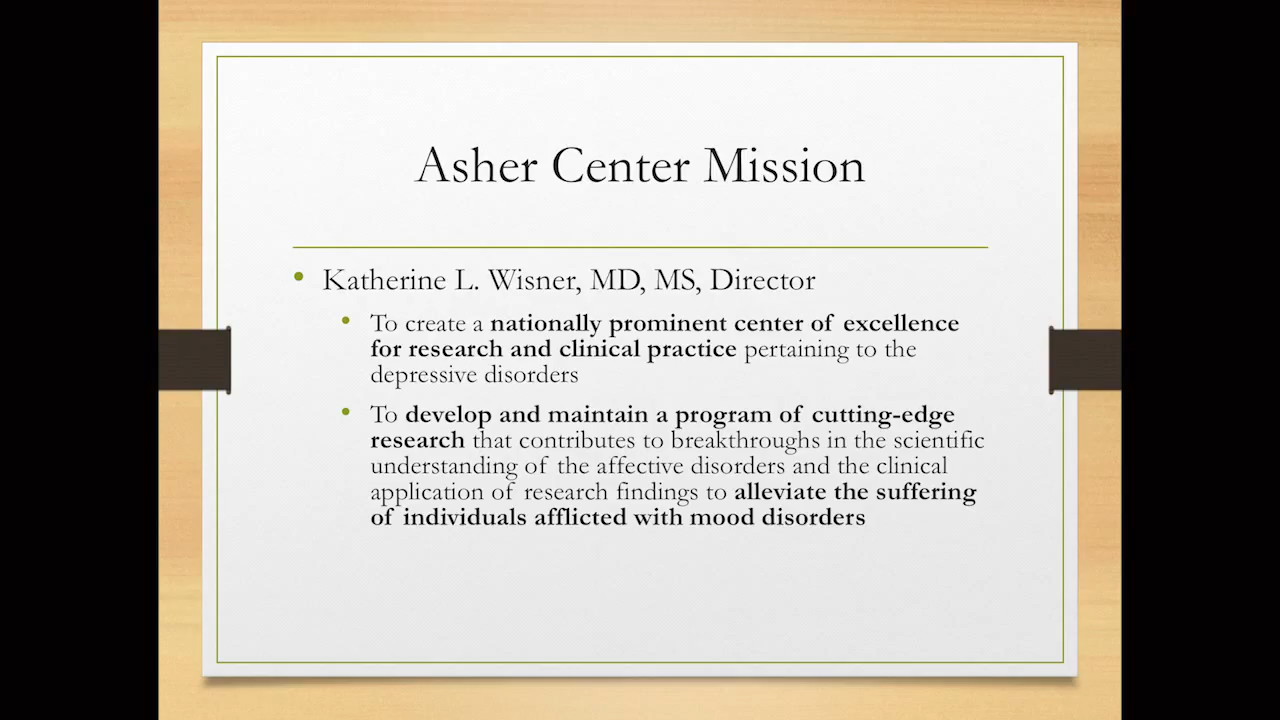 Asher Center Mission
• Katherine L. Wisner, MD, MS, Director
• To create a nationally prominent center of excellence
for research and clinical practice pertaining to the
depressive disorders
• To develop and maintain a program of cutting-edge
research that contributes to breakthroughs in the scientific
understanding of the affective disorders and the clinical
application of research findings to alleviate the suffering
of individuals afflicted with mood disorders